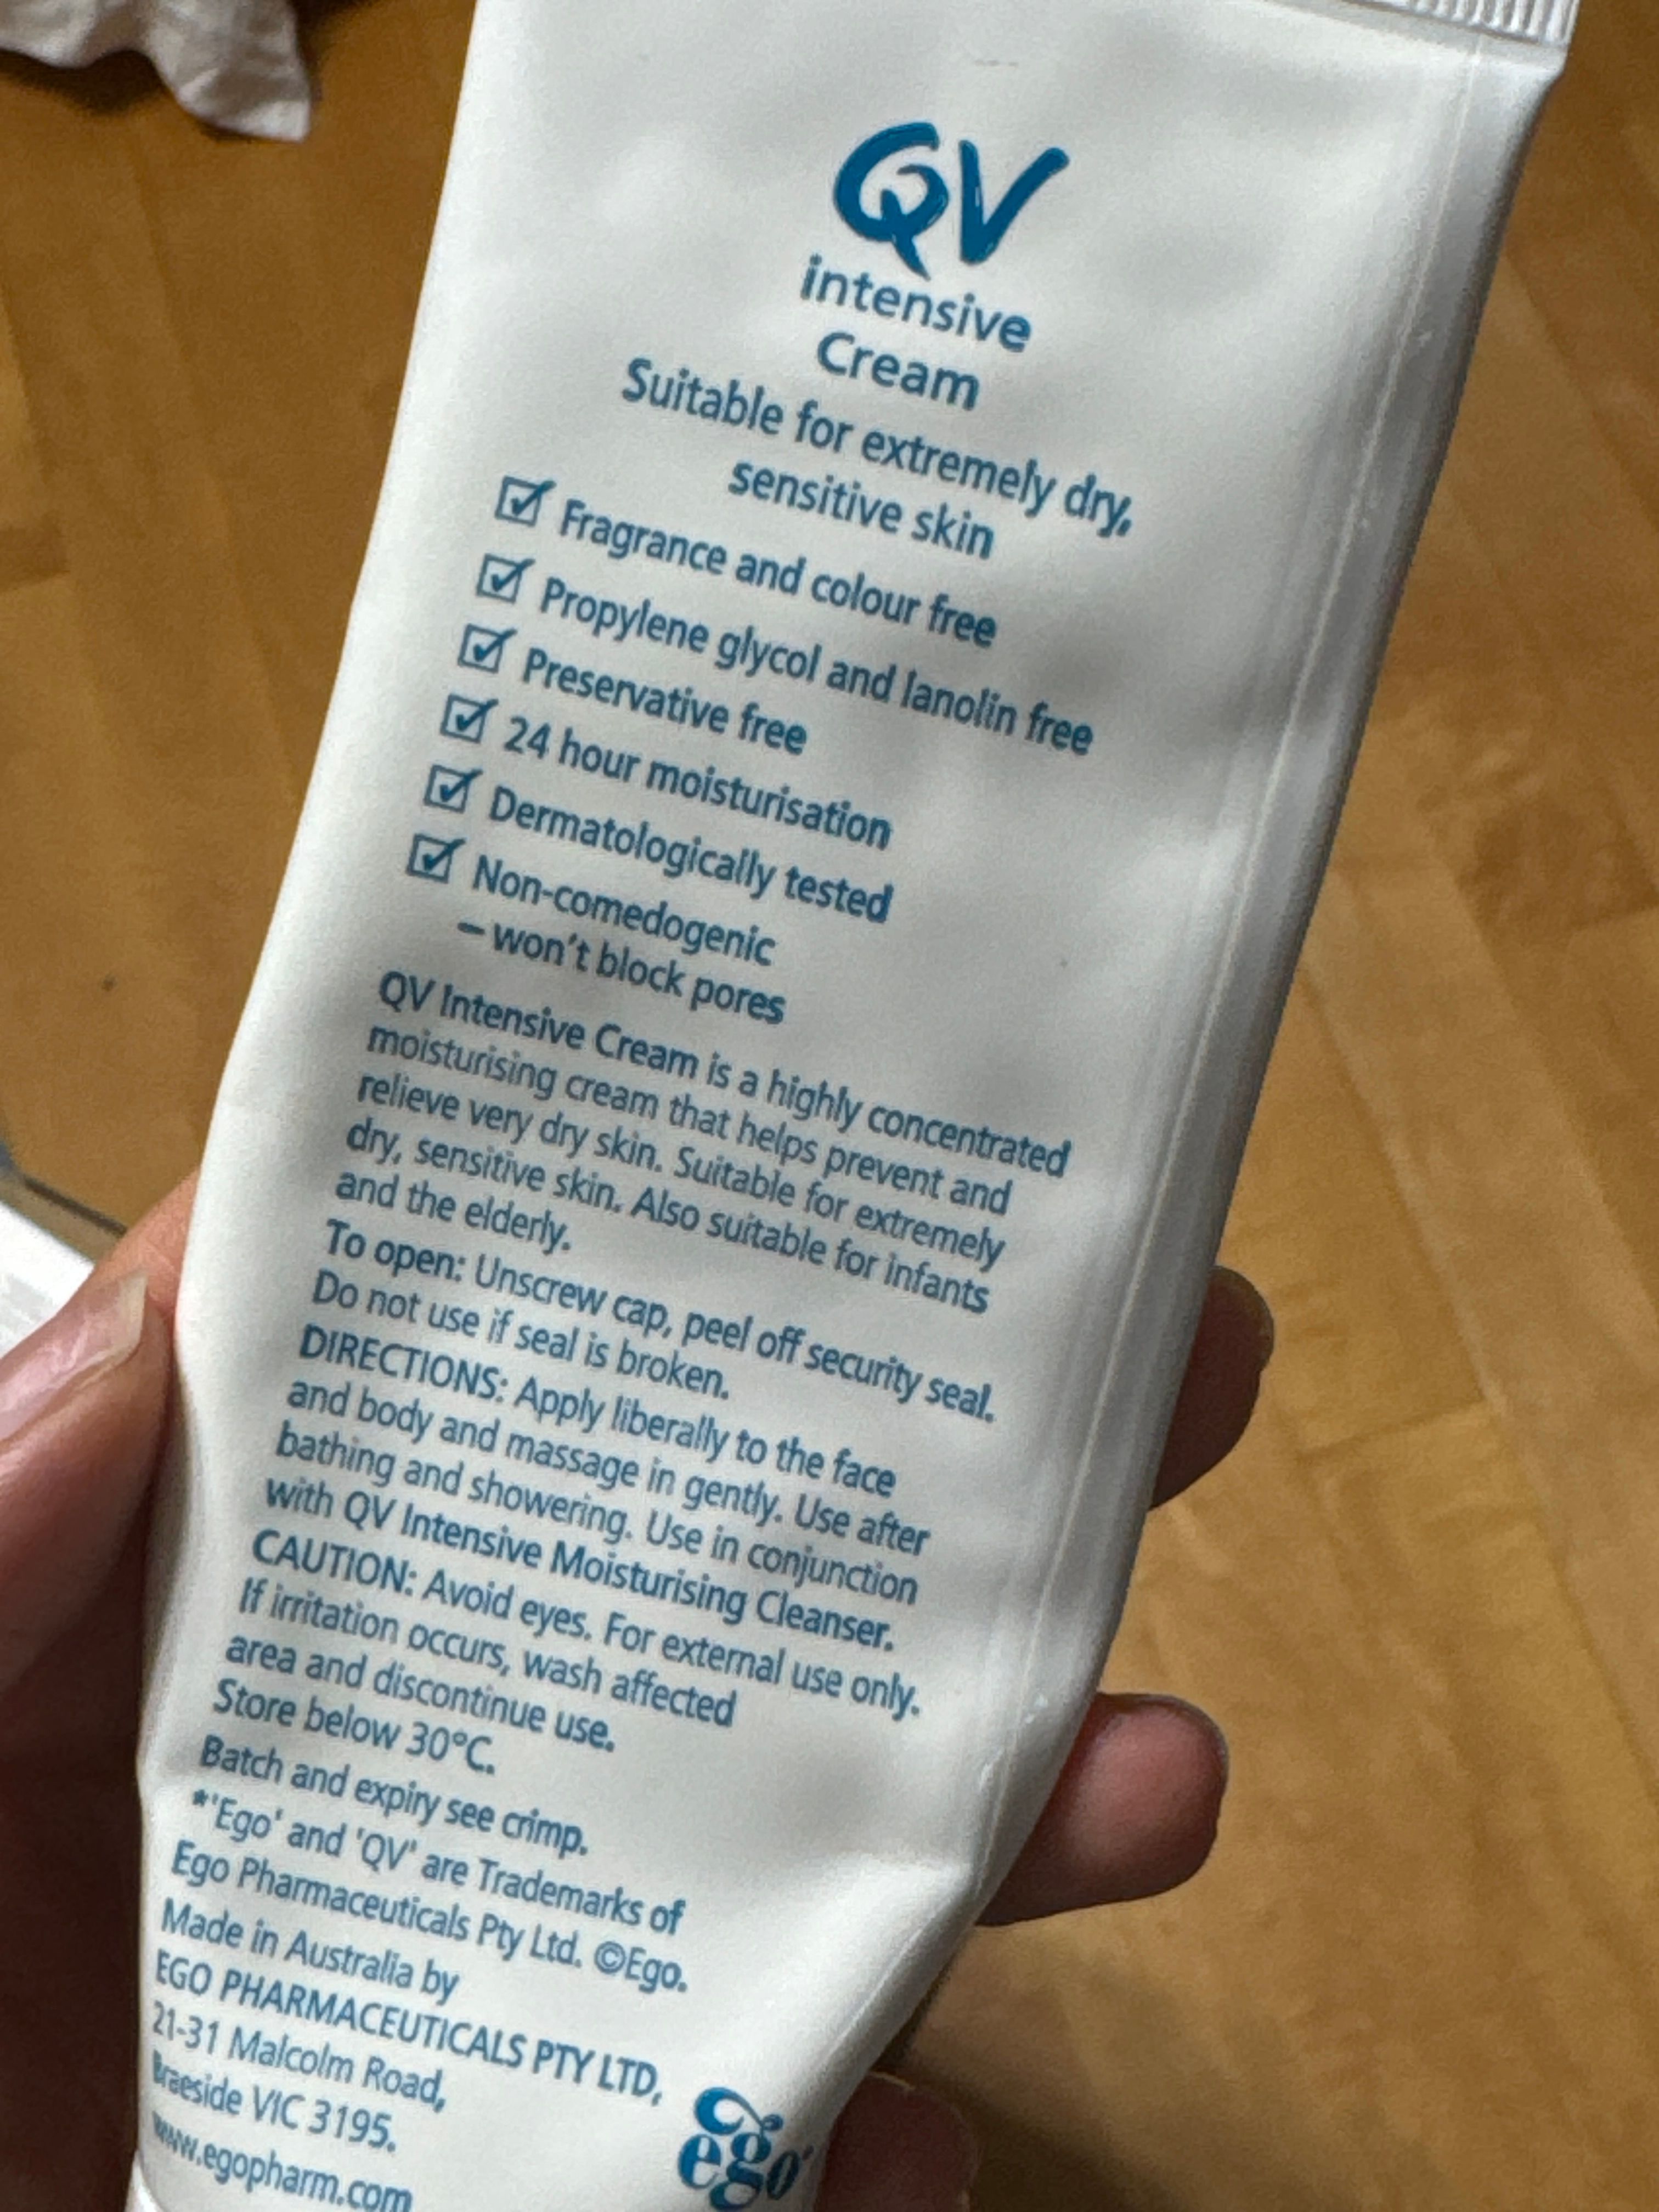 QV
intensive
Cream
Suitable for extremely dry,
sensitive skin
Fragrance and colour free
Propylene glycol and lanolin free
Preservative free
24 hour moisturisation
Dermatologically tested
Non-comedogenic
– won't block pores
QV Intensive Cream is a highly concentrated
moisturising cream that helps prevent and
relieve very dry skin. Suitable for extremely
dry, sensitive skin. Also suitable for infants
and the elderly.
To open: Unscrew cap, peel off security seal.
Do not use if seal is broken.
DIRECTIONS: Apply liberally to the face
and body and massage in gently. Use after
bathing and showering. Use in conjunction
with QV Intensive Moisturising Cleanser.
CAUTION: Avoid eyes. For external use only.
If irritation occurs, wash affected
area and discontinue use.
Store below 30°C.
Batch and expiry see crimp.
*'Ego' and 'QV' are Trademarks of
Ego Pharmaceuticals Pty Ltd. ©Ego.
Made in Australia by
EGO PHARMACEUTICALS PTY LTD,
21-31 Malcolm Road,
Braeside VIC 3195.
www.egopharm.com
ego